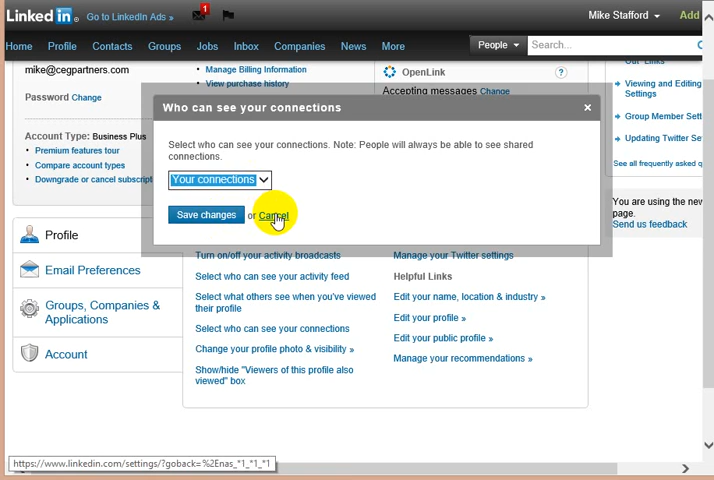 Linked in® Go to LinkedIn Ads » 1 Mike Stafford Add
Home Profile Contacts Groups Jobs Inbox Companies News More People Search...
mike@cegpartners.com
Password Change
Account Type: Business Plus
Premium features tour
Compare account types
Downgrade or cancel subscript
Manage Billing Information
View purchase history
OpenLink ?
Accepting messages Change
Out "Links"
Viewing and Editing
Settings
Group Member Sett
Updating Twitter Se
See all frequently asked q
You are using the new
page.
Send us feedback
Who can see your connections ×
Select who can see your connections. Note: People will always be able to see shared
connections.
Your connections
Save changes or Cancel
Profile
Email Preferences
Groups, Companies &
Applications
Account
Turn on/off your activity broadcasts
Select who can see your activity feed
Select what others see when you've viewed
their profile
Select who can see your connections
Change your profile photo & visibility »
Show/hide "Viewers of this profile also
viewed" box
Manage your Twitter settings
Helpful Links
Edit your name, location & industry »
Edit your profile »
Edit your public profile »
Manage your recommendations »
https://www.linkedin.com/settings/?goback=%2Enas_*1_*1_*1